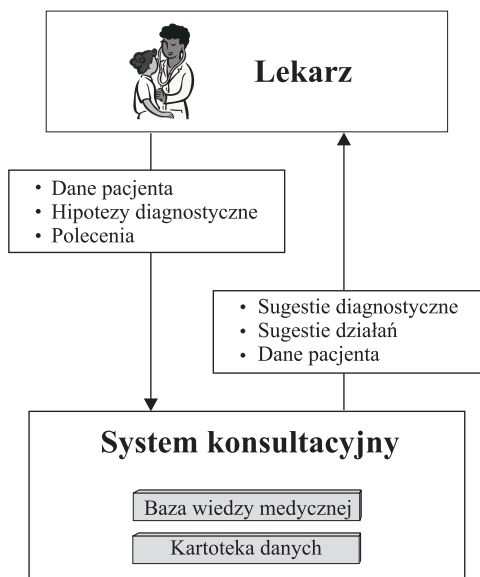 Lekarz
• Dane pacjenta
• Hipotezy diagnostyczne
• Polecenia
• Sugestie diagnostyczne
• Sugestie działań
• Dane pacjenta
System konsultacyjny
Baza wiedzy medycznej
Kartoteka danych